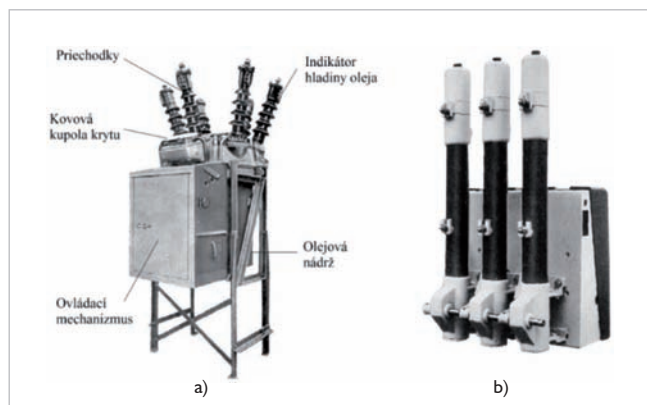 Priechodky
Indikátor
hladiny oleja
Kovová
kupola krytu
Olejová
nádrž
Ovládací
mechanizmus
a)
b)